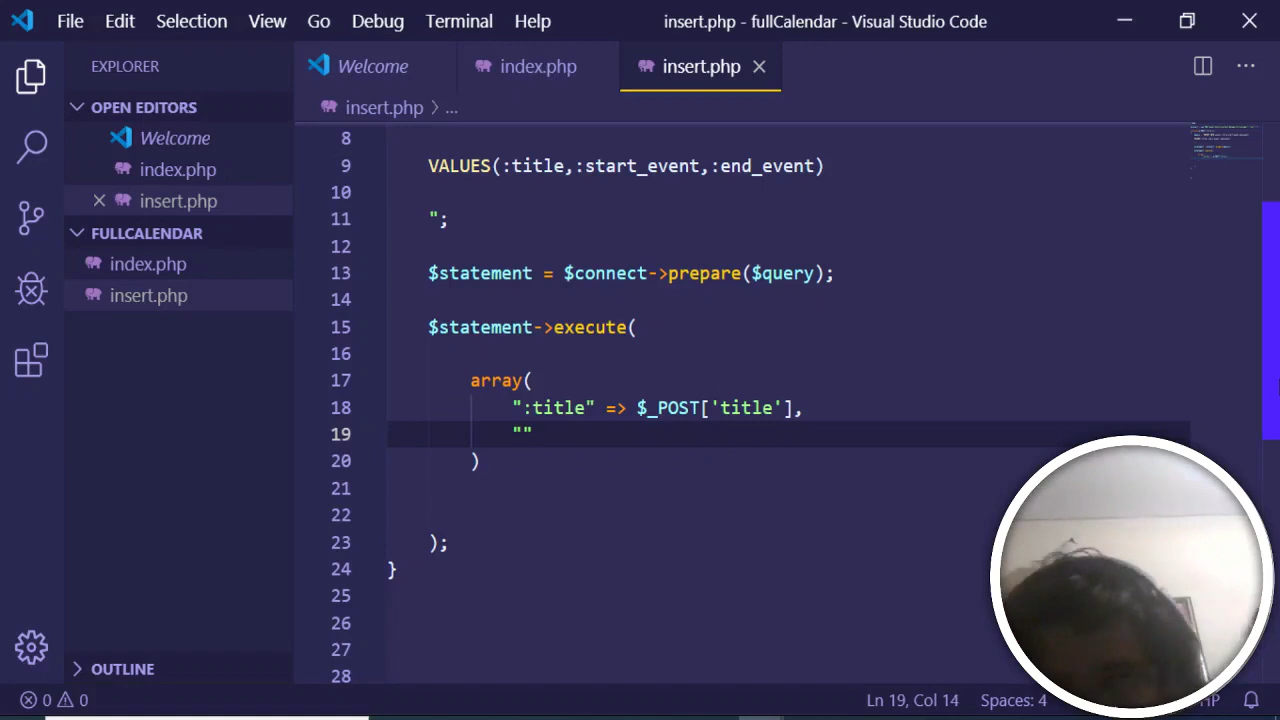 File Edit Selection View Go Debug Terminal Help insert.php - fullCalendar - Visual Studio Code
EXPLORER
OPEN EDITORS
Welcome
index.php
insert.php
FULLCALENDAR
index.php
insert.php
OUTLINE
Welcome index.php insert.php
insert.php > ...
8
9 VALUES(:title,:start_event,:end_event)
10
11 ";
12
13 $statement = $connect->prepare($query);
14
15 $statement->execute(
16
17 array(
18 ":title" => $_POST['title'],
19 ""
20 )
21
22
23 );
24 }
25
26
27
28
0 0 Ln 19, Col 14 Spaces: 4 HP